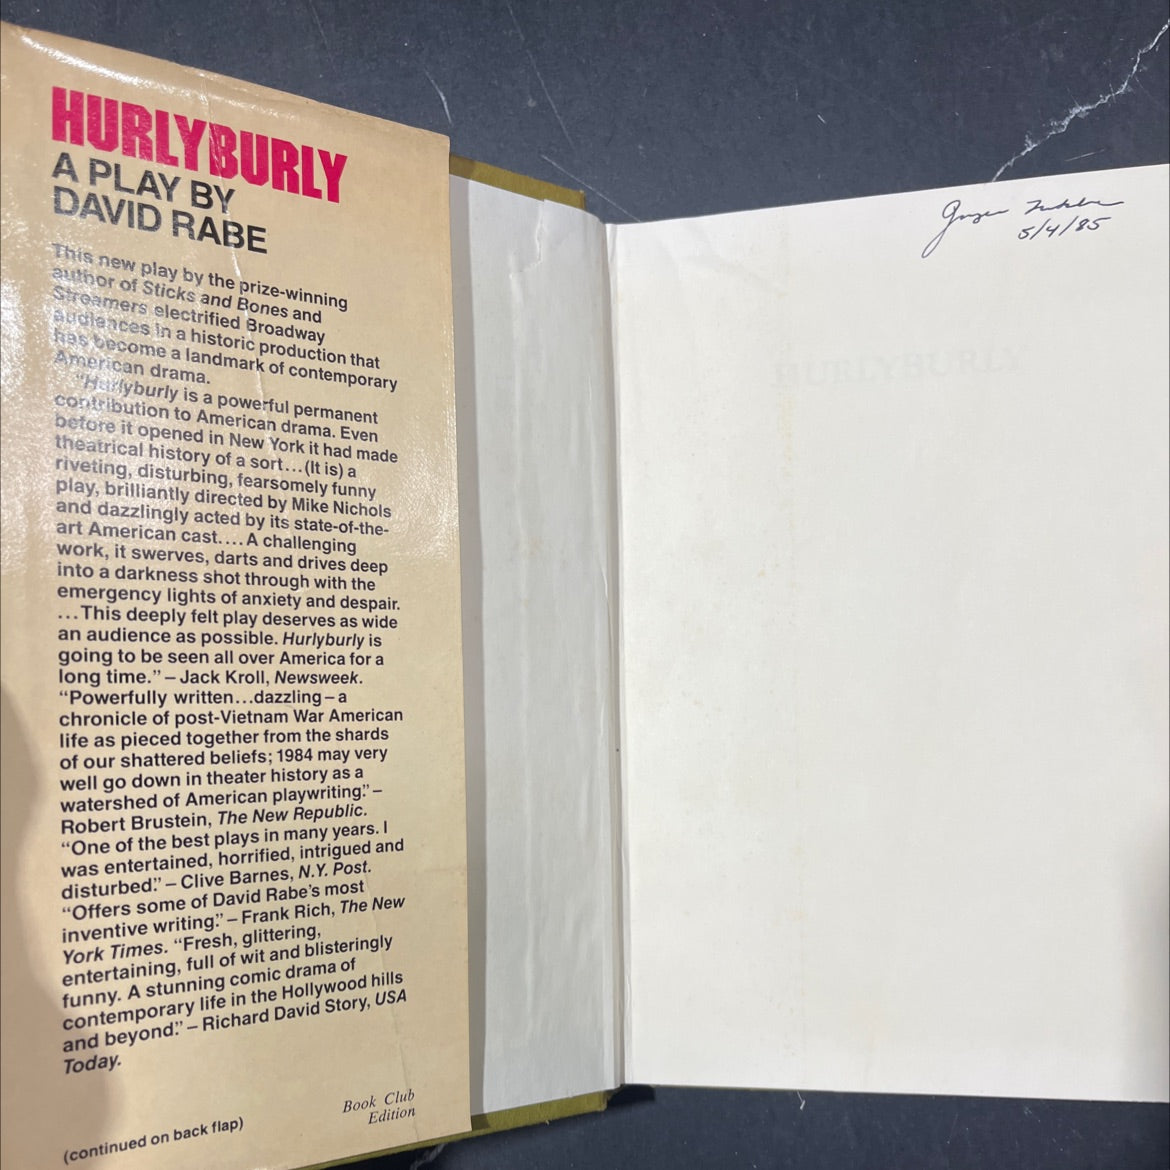 HURLYBURLY
A PLAY BY
DAVID RABE
This new play by the prize-winning
author of Sticks and Bones and
Streamers electrified Broadway
audiences in a historic production that
has become a landmark of contemporary
American drama.
"Hurlyburly is a powerful permanent
contribution to American drama. Even
before it opened in New York it had made
theatrical history of a sort...(It is) a
riveting, disturbing, fearsomely funny
play, brilliantly directed by Mike Nichols
and dazzlingly acted by its state-of-the-
art American cast....A challenging
work, it swerves, darts and drives deep
into a darkness shot through with the
emergency lights of anxiety and despair.
...This deeply felt play deserves as wide
an audience as possible. Hurlyburly is
going to be seen all over America for a
long time." – Jack Kroll, Newsweek.
"Powerfully written...dazzling – a
chronicle of post-Vietnam War American
life as pieced together from the shards
of our shattered beliefs; 1984 may very
well go down in theater history as a
watershed of American playwriting." –
Robert Brustein, The New Republic.
"One of the best plays in many years. I
was entertained, horrified, intrigued and
disturbed." – Clive Barnes, N.Y. Post.
"Offers some of David Rabe's most
inventive writing." – Frank Rich, The New
York Times. "Fresh, glittering,
entertaining, full of wit and blisteringly
funny. A stunning comic drama of
contemporary life in the Hollywood hills
and beyond." – Richard David Story, USA
Today.
Book Club
Edition
(continued on back flap)
5/4/85
HURLYBURLY